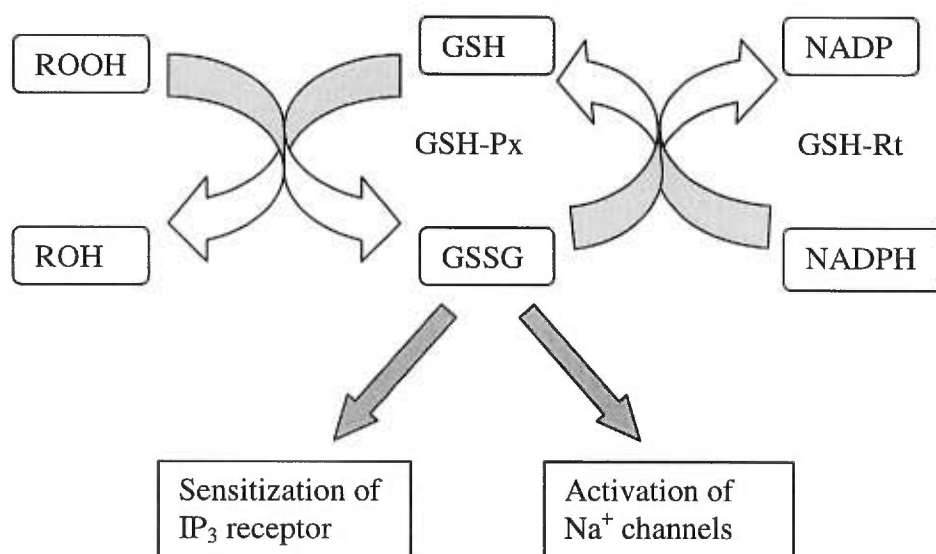 ROOH
GSH
NADP
GSH-Px
GSH-Rt
ROH
GSSG
NADPH
Sensitization of
IP₃ receptor
Activation of
Na⁺ channels